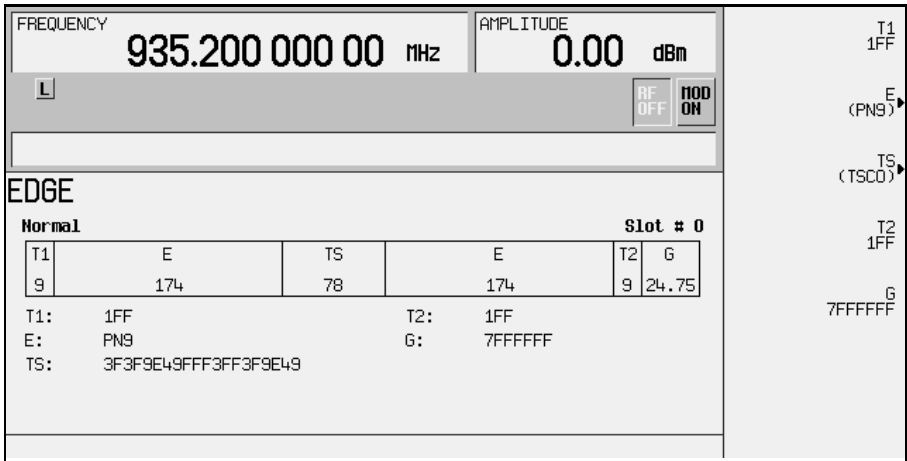 FREQUENCY
935.200 000 00 MHz
AMPLITUDE
0.00 dBm
L
RF OFF
MOD ON
EDGE
Normal Slot # 0
T1 E TS E T2 G
9 174 78 174 9 24.75
T1: 1FF T2: 1FF
E: PN9 G: 7FFFFFF
TS: 3F3F9E49FFF3FF3F9E49
T1
1FF
E
(PN9)
TS
(TSC0)
T2
1FF
G
7FFFFFF